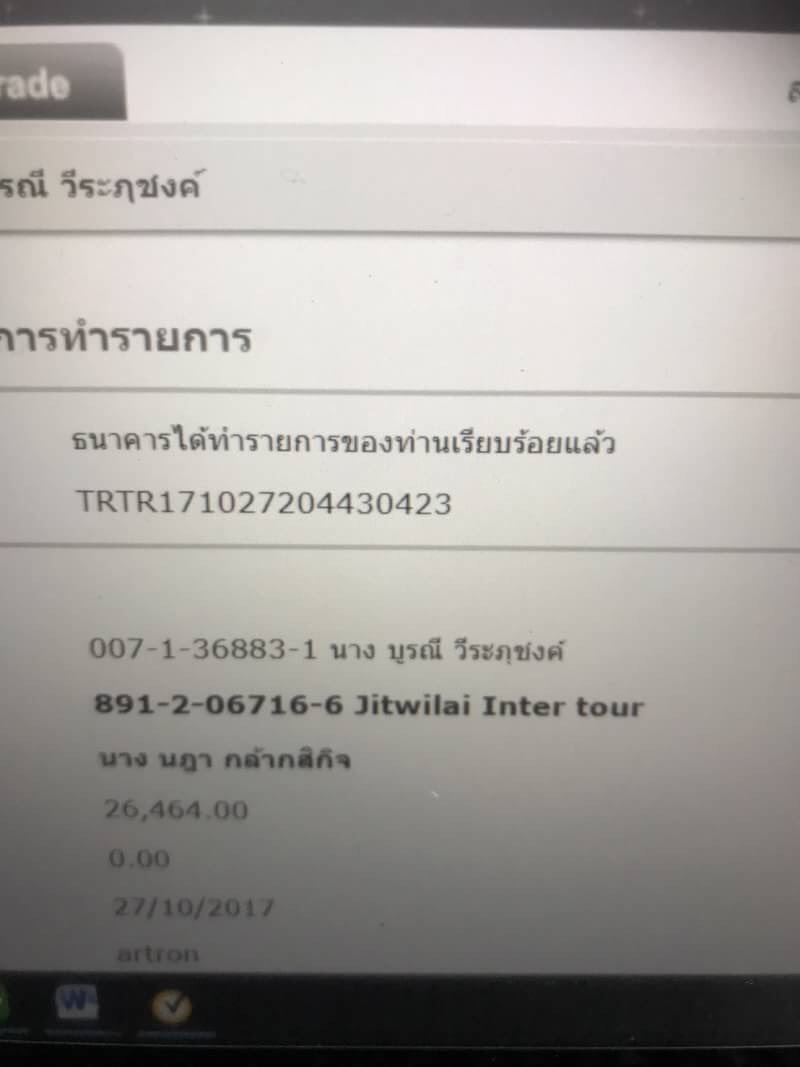 rade
รณี วีระภุชงค์
การทำรายการ
ธนาคารได้ทำรายการของท่านเรียบร้อยแล้ว
TRTR171027204430423
007-1-36883-1 นาง บูรณี วีระภุชงค์
891-2-06716-6 Jitwilai Inter tour
นาง นฎา กล้ากสิกิจ
26,464.00
0.00
27/10/2017
artron